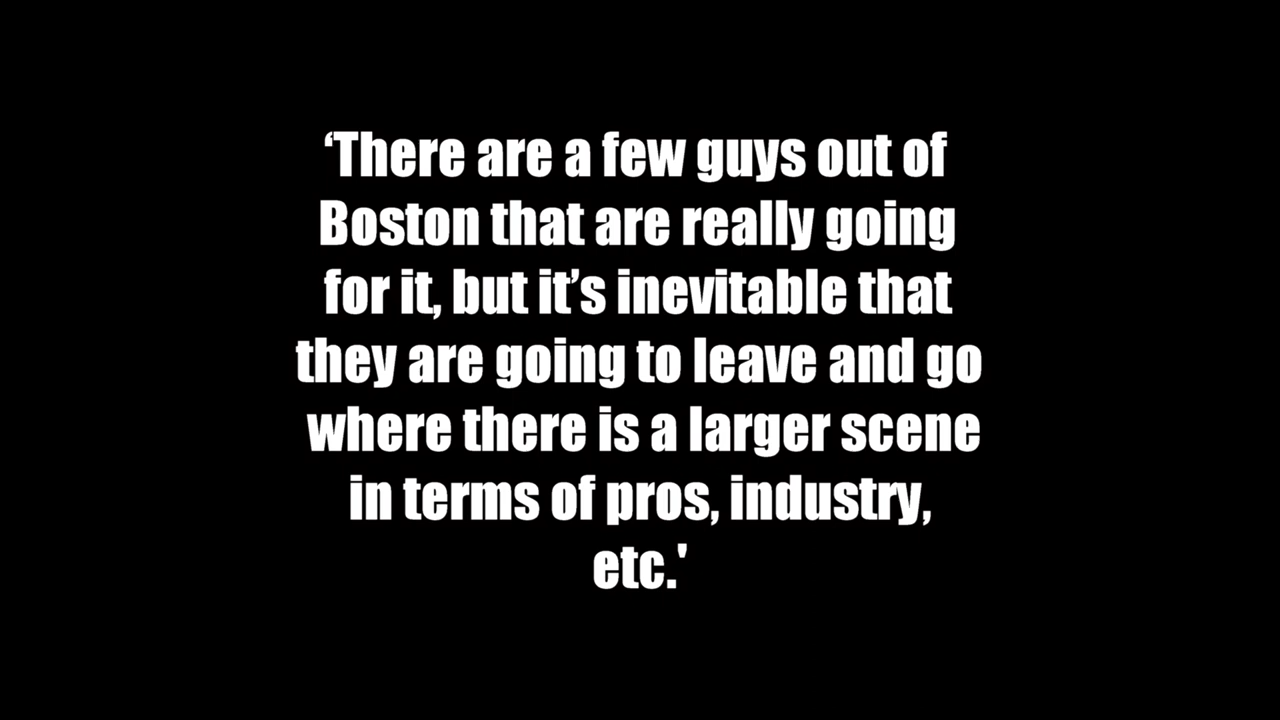 ‘There are a few guys out of
Boston that are really going
for it, but it’s inevitable that
they are going to leave and go
where there is a larger scene
in terms of pros, industry,
etc.'